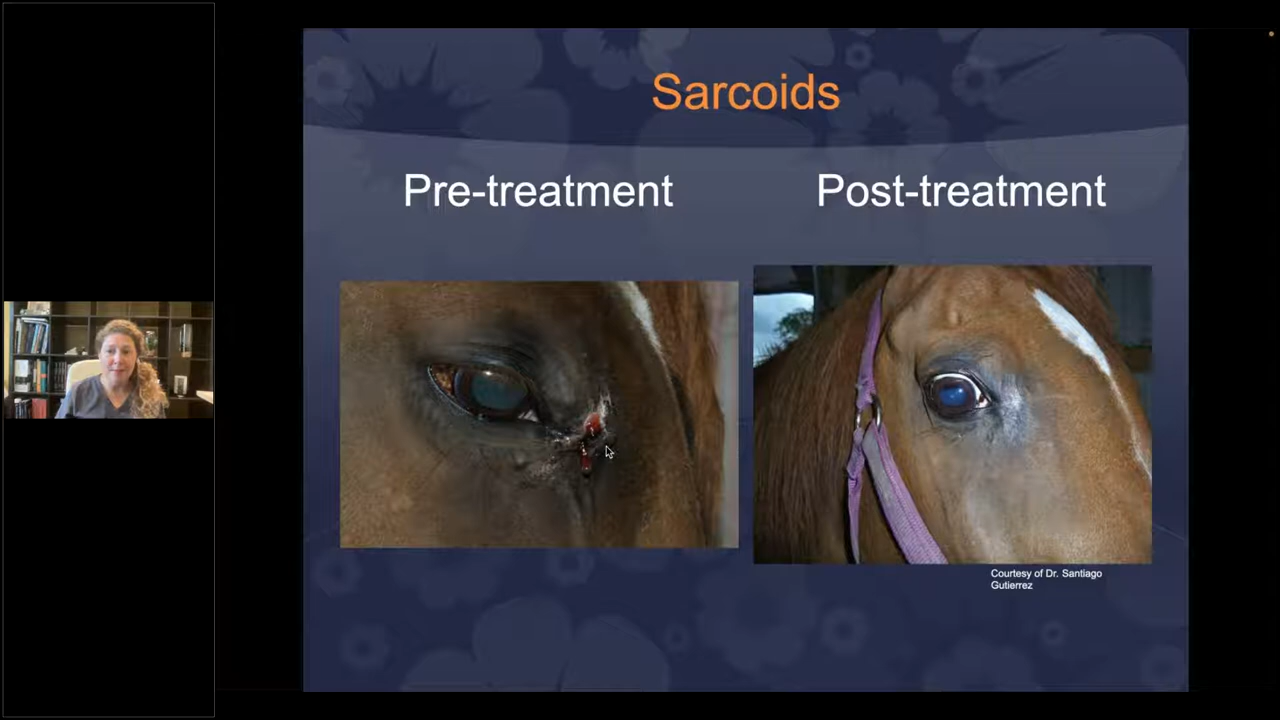 Sarcoids
Pre-treatment
Post-treatment
Courtesy of Dr. Santiago
Gutierrez